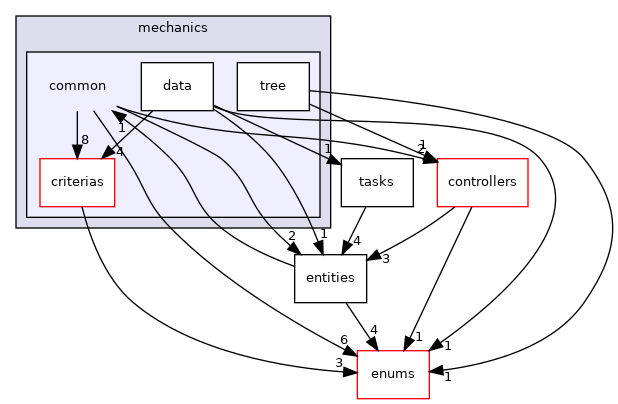 mechanics
common
data
tree
1
8
4
1
1
2
criterias
tasks
controllers
2
1
4
3
entities
6
4
1
1
3
1
enums